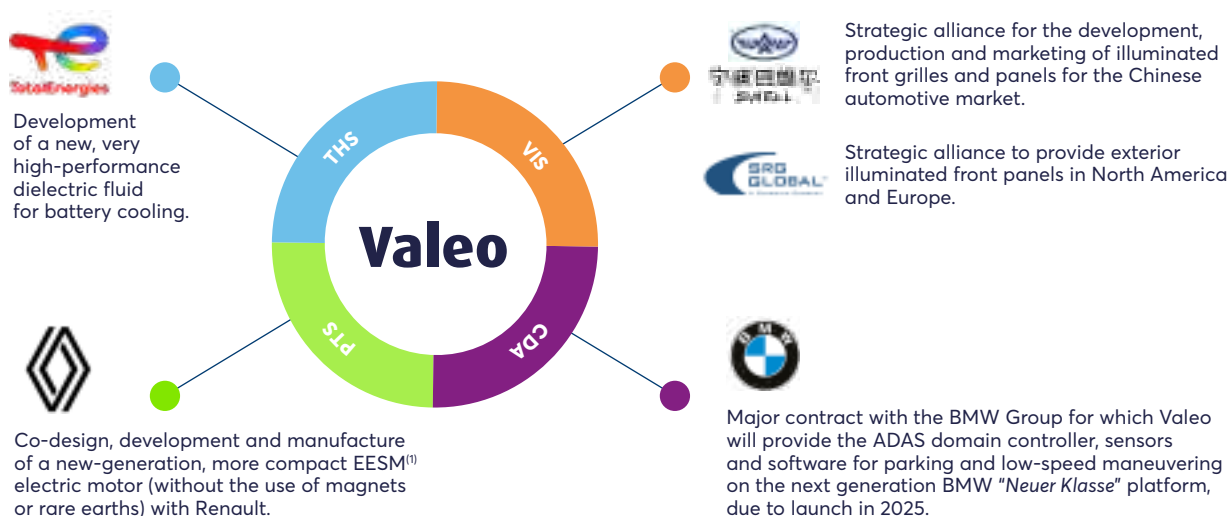 TotalEnergies
Development
of a new, very
high-performance
dielectric fluid
for battery cooling.
THS
VIS
PTS
CDA
Valeo
Strategic alliance for the development,
production and marketing of illuminated
front grilles and panels for the Chinese
automotive market.
SRG
GLOBAL
Strategic alliance to provide exterior
illuminated front panels in North America
and Europe.
Co-design, development and manufacture
of a new-generation, more compact EESM(1)
electric motor (without the use of magnets
or rare earths) with Renault.
BMW
Major contract with the BMW Group for which Valeo
will provide the ADAS domain controller, sensors
and software for parking and low-speed maneuvering
on the next generation BMW “Neuer Klasse” platform,
due to launch in 2025.